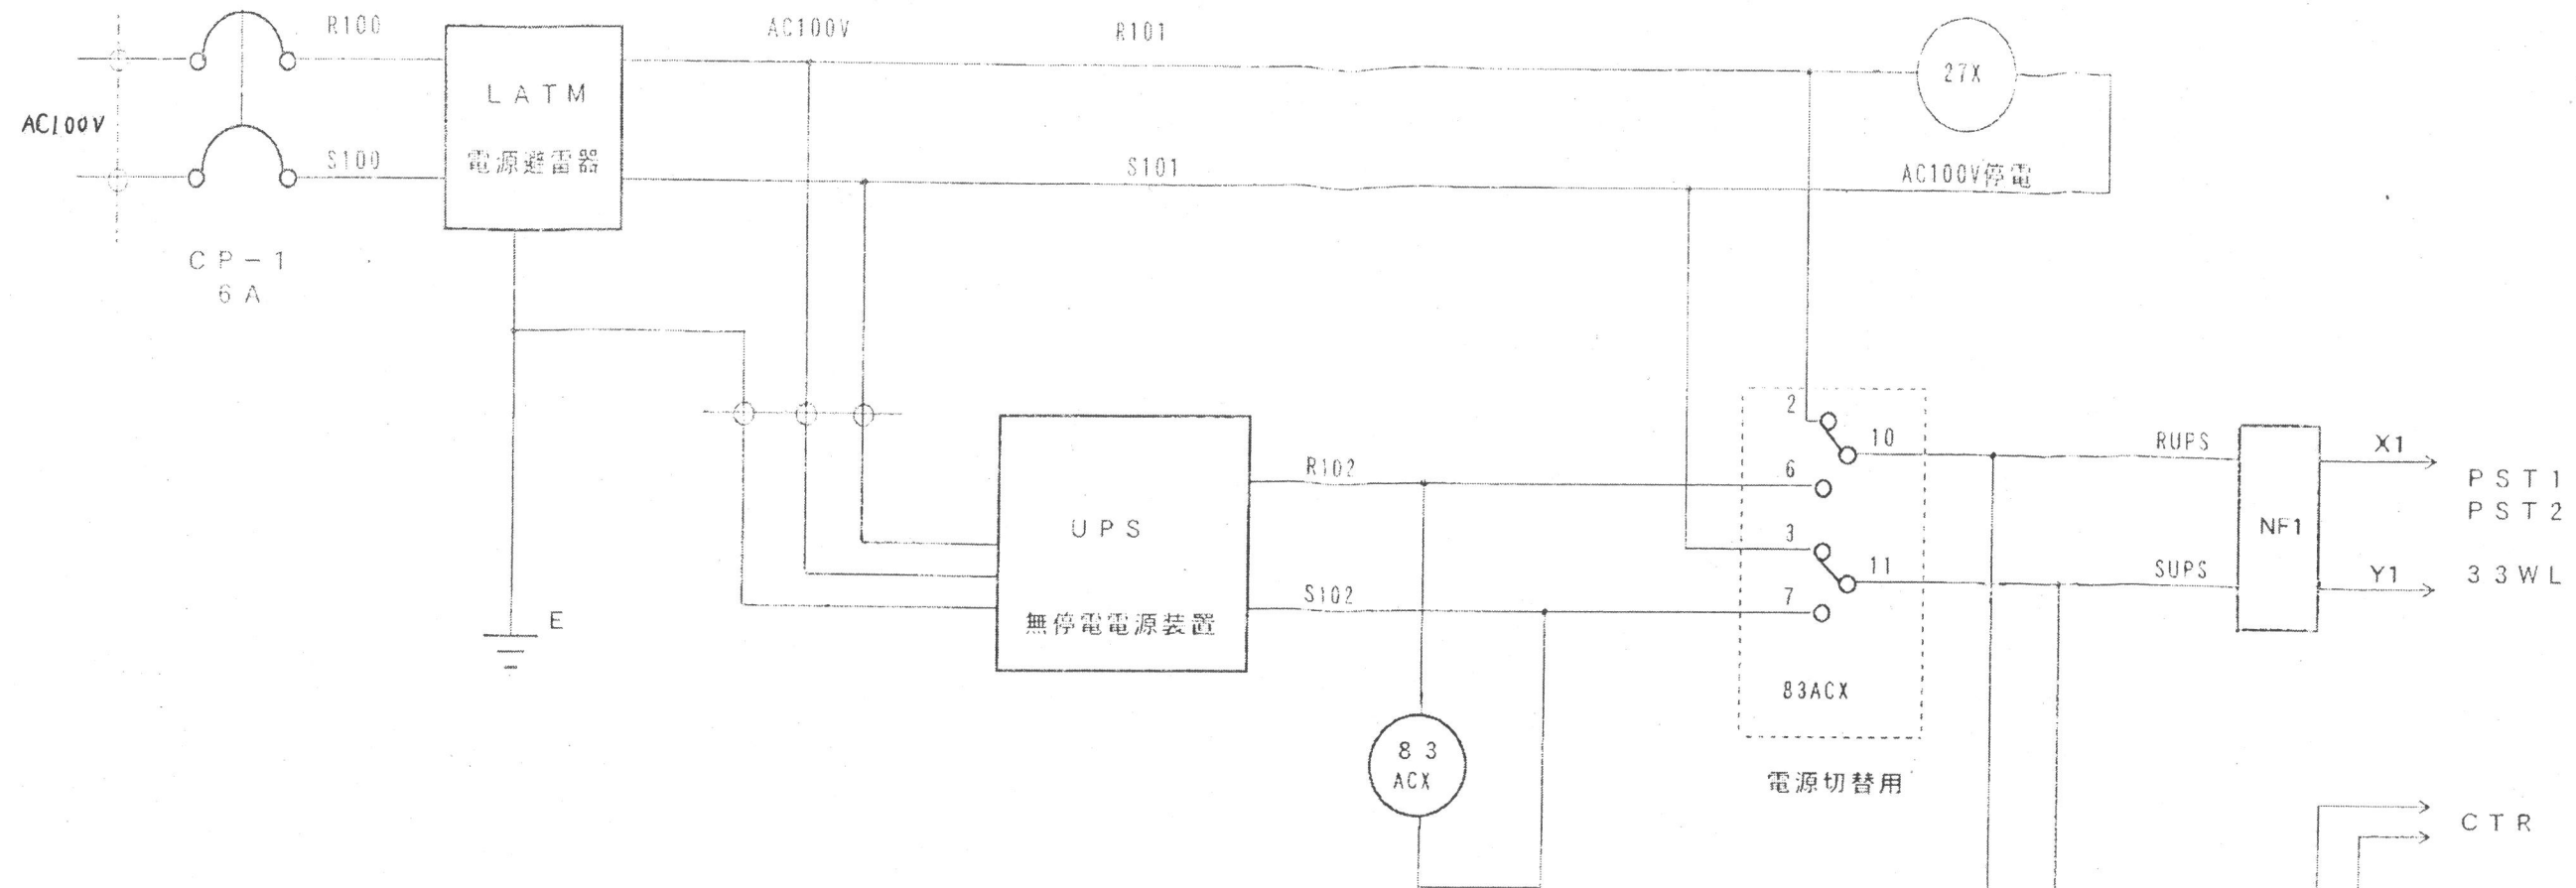 R100
AC100V
R101
27X
LATM
電源避雷器
AC100V
S100
S101
AC100V停電
CP-1
6A
2
10
RUPS
X1
R102
6
PST1
PST2
UPS
NF1
3
11
SUPS
Y1
33WL
S102
7
無停電電源装置
E
83ACX
83
ACX
電源切替用
CTR